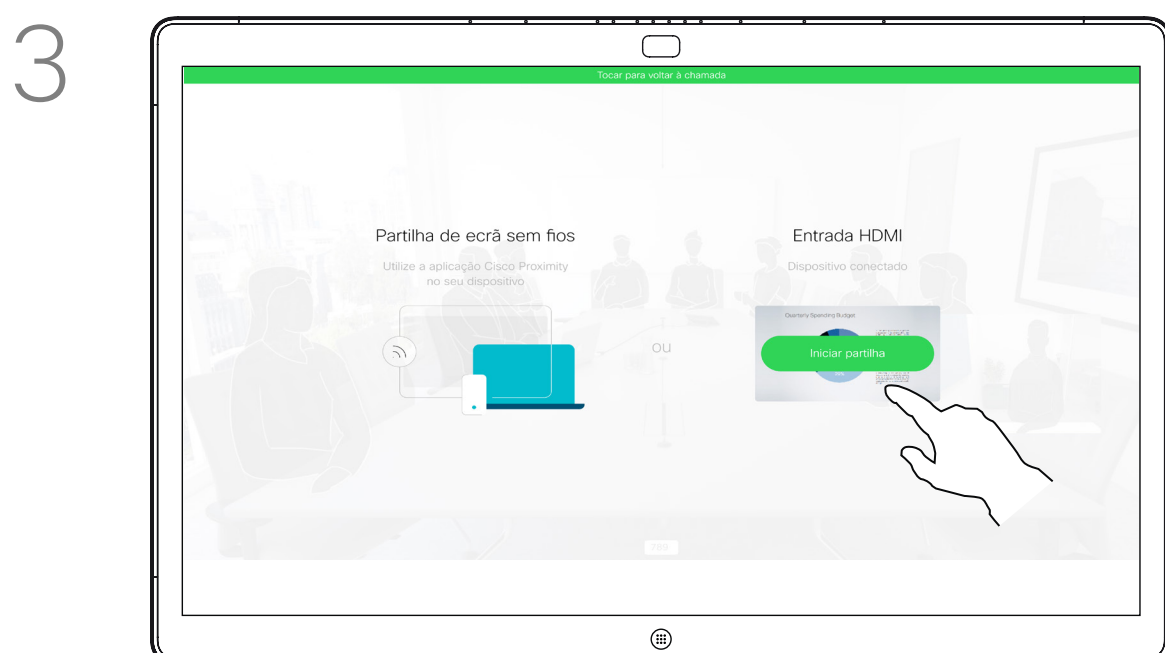 3
Tocar para voltar à chamada
Partilha de ecrã sem fios
Utilize a aplicação Cisco Proximity
no seu dispositivo
ou
Entrada HDMI
Dispositivo conectado
Quarterly Spending Budget
Iniciar partilha